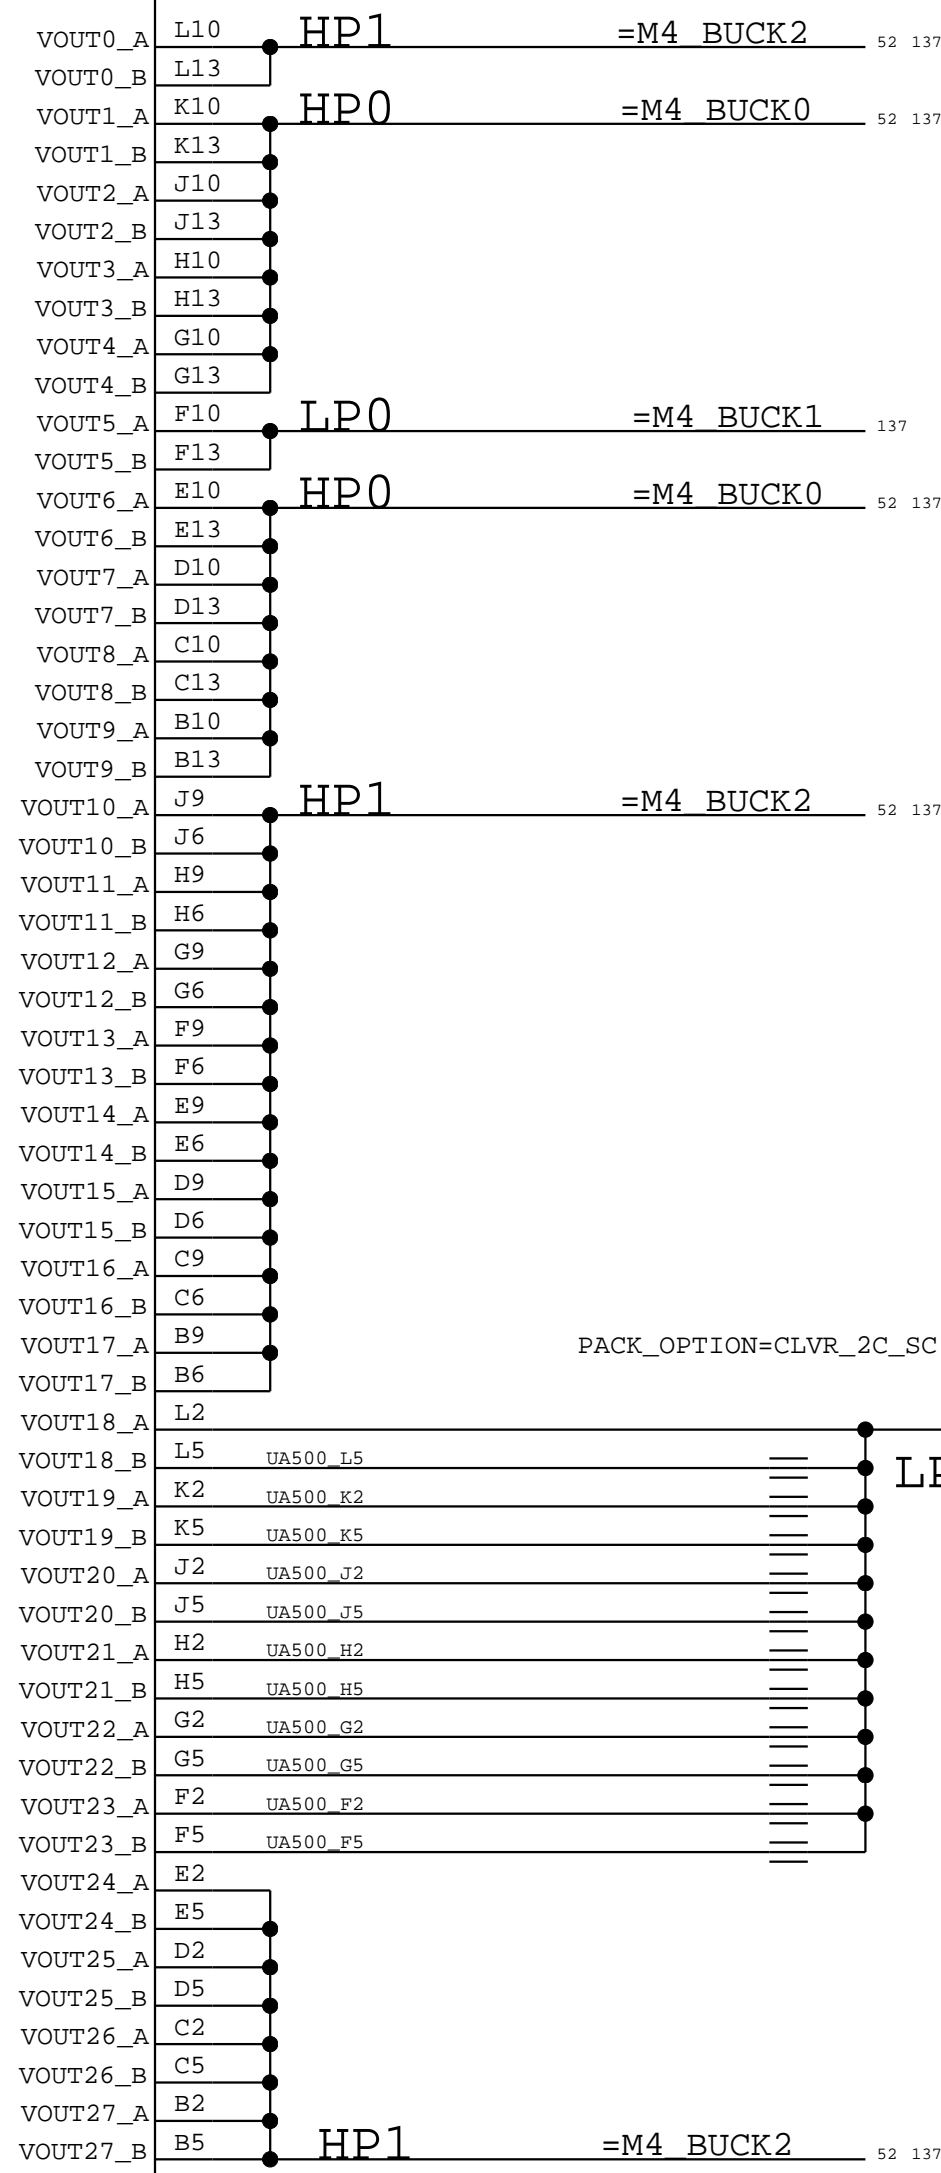 VOUT0_A L10 HP1 =M4_BUCK2 52 137
VOUT0_B L13
VOUT1_A K10 HP0 =M4_BUCK0 52 137
VOUT1_B K13
VOUT2_A J10
VOUT2_B J13
VOUT3_A H10
VOUT3_B H13
VOUT4_A G10
VOUT4_B G13
VOUT5_A F10 LP0 =M4_BUCK1 137
VOUT5_B F13
VOUT6_A E10 HP0 =M4_BUCK0 52 137
VOUT6_B E13
VOUT7_A D10
VOUT7_B D13
VOUT8_A C10
VOUT8_B C13
VOUT9_A B10
VOUT9_B B13
VOUT10_A J9 HP1 =M4_BUCK2 52 137
VOUT10_B J6
VOUT11_A H9
VOUT11_B H6
VOUT12_A G9
VOUT12_B G6
VOUT13_A F9
VOUT13_B F6
VOUT14_A E9
VOUT14_B E6
VOUT15_A D9
VOUT15_B D6
VOUT16_A C9
VOUT16_B C6
VOUT17_A B9 PACK_OPTION=CLVR_2C_SC
VOUT17_B B6
VOUT18_A L2
VOUT18_B L5 UA500_L5
VOUT19_A K2 UA500_K2
VOUT19_B K5 UA500_K5
VOUT20_A J2 UA500_J2
VOUT20_B J5 UA500_J5
VOUT21_A H2 UA500_H2
VOUT21_B H5 UA500_H5
VOUT22_A G2 UA500_G2
VOUT22_B G5 UA500_G5
VOUT23_A F2 UA500_F2
VOUT23_B F5 UA500_F5
VOUT24_A E2
VOUT24_B E5
VOUT25_A D2
VOUT25_B D5
VOUT26_A C2
VOUT26_B C5
VOUT27_A B2
VOUT27_B B5 HP1 =M4_BUCK2 52 137